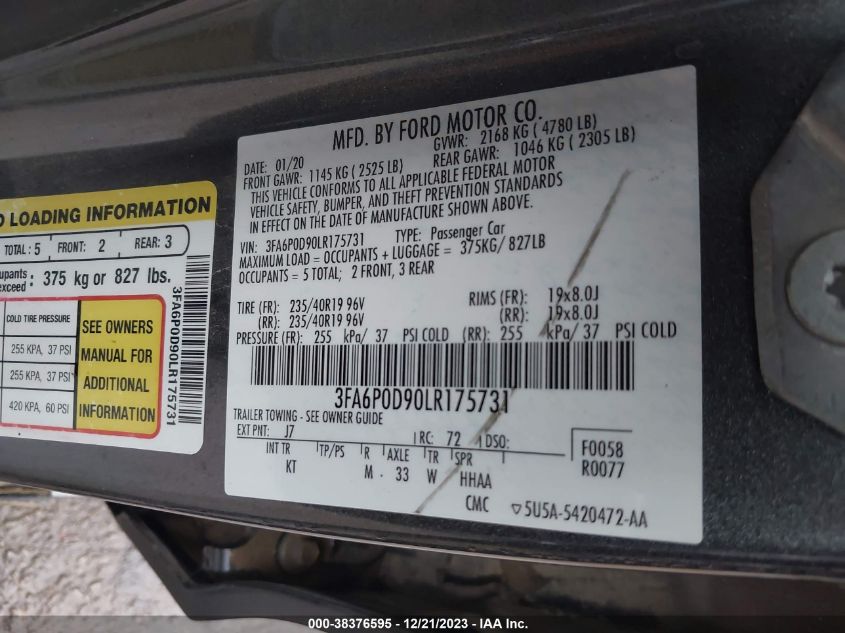 D LOADING INFORMATION
TOTAL: 5 FRONT: 2 REAR: 3
upants
exceed : 375 kg or 827 lbs.
COLD TIRE PRESSURE
255 KPA, 37 PSI
255 KPA, 37 PSI
420 KPA, 60 PSI
SEE OWNERS
MANUAL FOR
ADDITIONAL
INFORMATION
3FA6P0D90LR175731
MFD. BY FORD MOTOR CO.
DATE: 01/20 GVWR: 2168 KG ( 4780 LB)
FRONT GAWR: 1145 KG ( 2525 LB) REAR GAWR: 1046 KG ( 2305 LB)
THIS VEHICLE CONFORMS TO ALL APPLICABLE FEDERAL MOTOR
VEHICLE SAFETY, BUMPER, AND THEFT PREVENTION STANDARDS
IN EFFECT ON THE DATE OF MANUFACTURE SHOWN ABOVE.
VIN: 3FA6P0D90LR175731 TYPE: Passenger Car
MAXIMUM LOAD = OCCUPANTS + LUGGAGE = 375KG/ 827LB
OCCUPANTS = 5 TOTAL; 2 FRONT, 3 REAR
TIRE (FR): 235/40R19 96V RIMS (FR): 19x8.0J
(RR): 235/40R19 96V (RR): 19x8.0J
PRESSURE (FR): 255 kPa/ 37 PSI COLD (RR): 255 kPa/ 37 PSI COLD
3FA6P0D90LR175731
TRAILER TOWING - SEE OWNER GUIDE
EXT PNT: J7 RC: 72 DSO: F0058
INT TR TP/PS R AXLE TR SPR R0077
KT M . 33 W HHAA
CMC ▽5U5A-5420472-AA
000-38376595 - 12/21/2023 - IAA Inc.